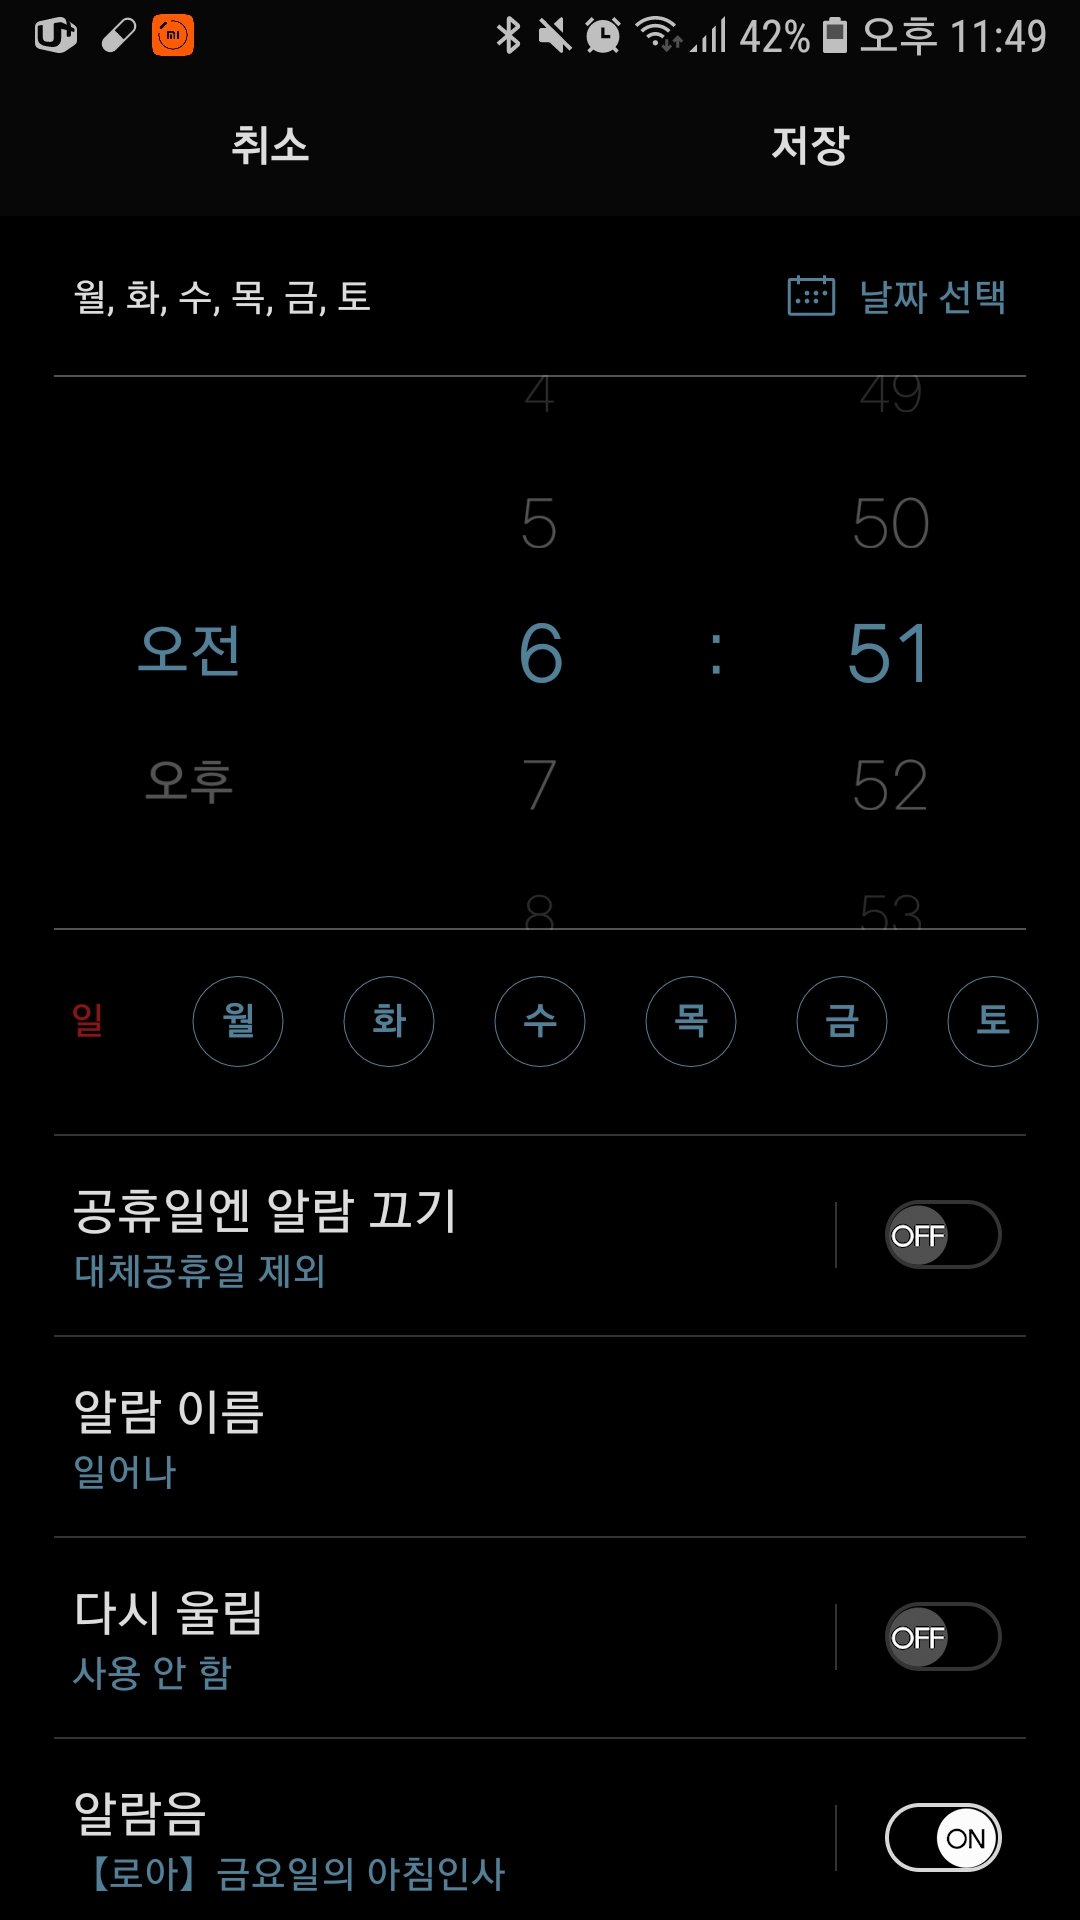 42% 오후 11:49
취소 저장
월, 화, 수, 목, 금, 토 날짜 선택
4 49
5 50
오전 6 : 51
오후 7 52
8 53
일 월 화 수 목 금 토
공휴일엔 알람 끄기 OFF
대체공휴일 제외
알람 이름
일어나
다시 울림 OFF
사용 안 함
알람음 ON
【로아】금요일의 아침인사